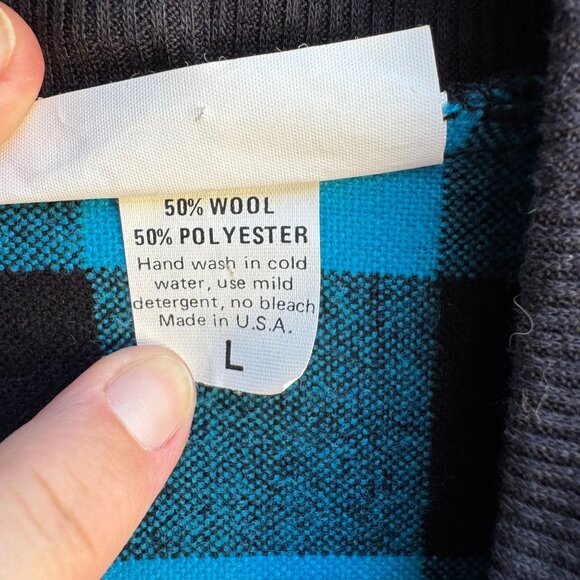 50% WOOL
50% POLYESTER
Hand wash in cold
water, use mild
detergent, no bleach
Made in U.S.A.
L